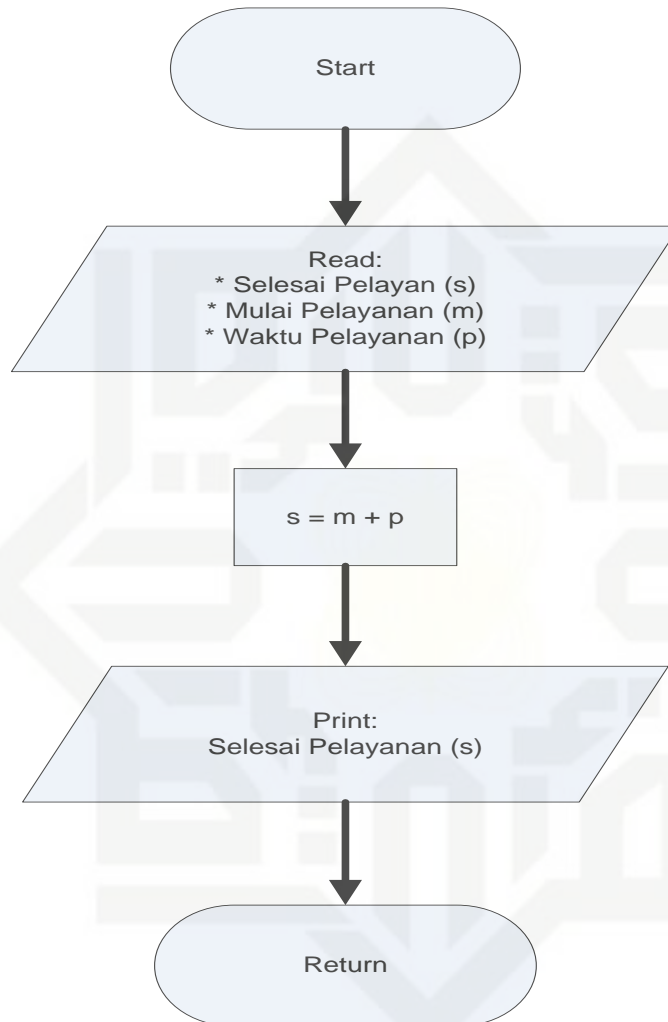 Start
Read:
* Selesai Pelayan (s)
* Mulai Pelayanan (m)
* Waktu Pelayanan (p)
s = m + p
Print:
Selesai Pelayanan (s)
Return